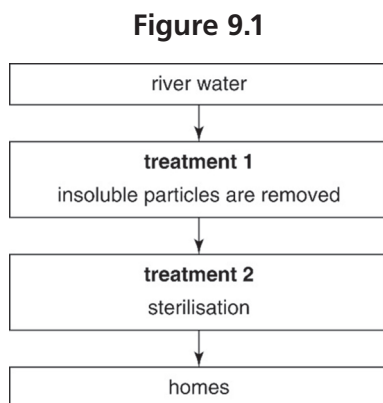 Figure 9.1
river water
treatment 1
insoluble particles are removed
treatment 2
sterilisation
homes